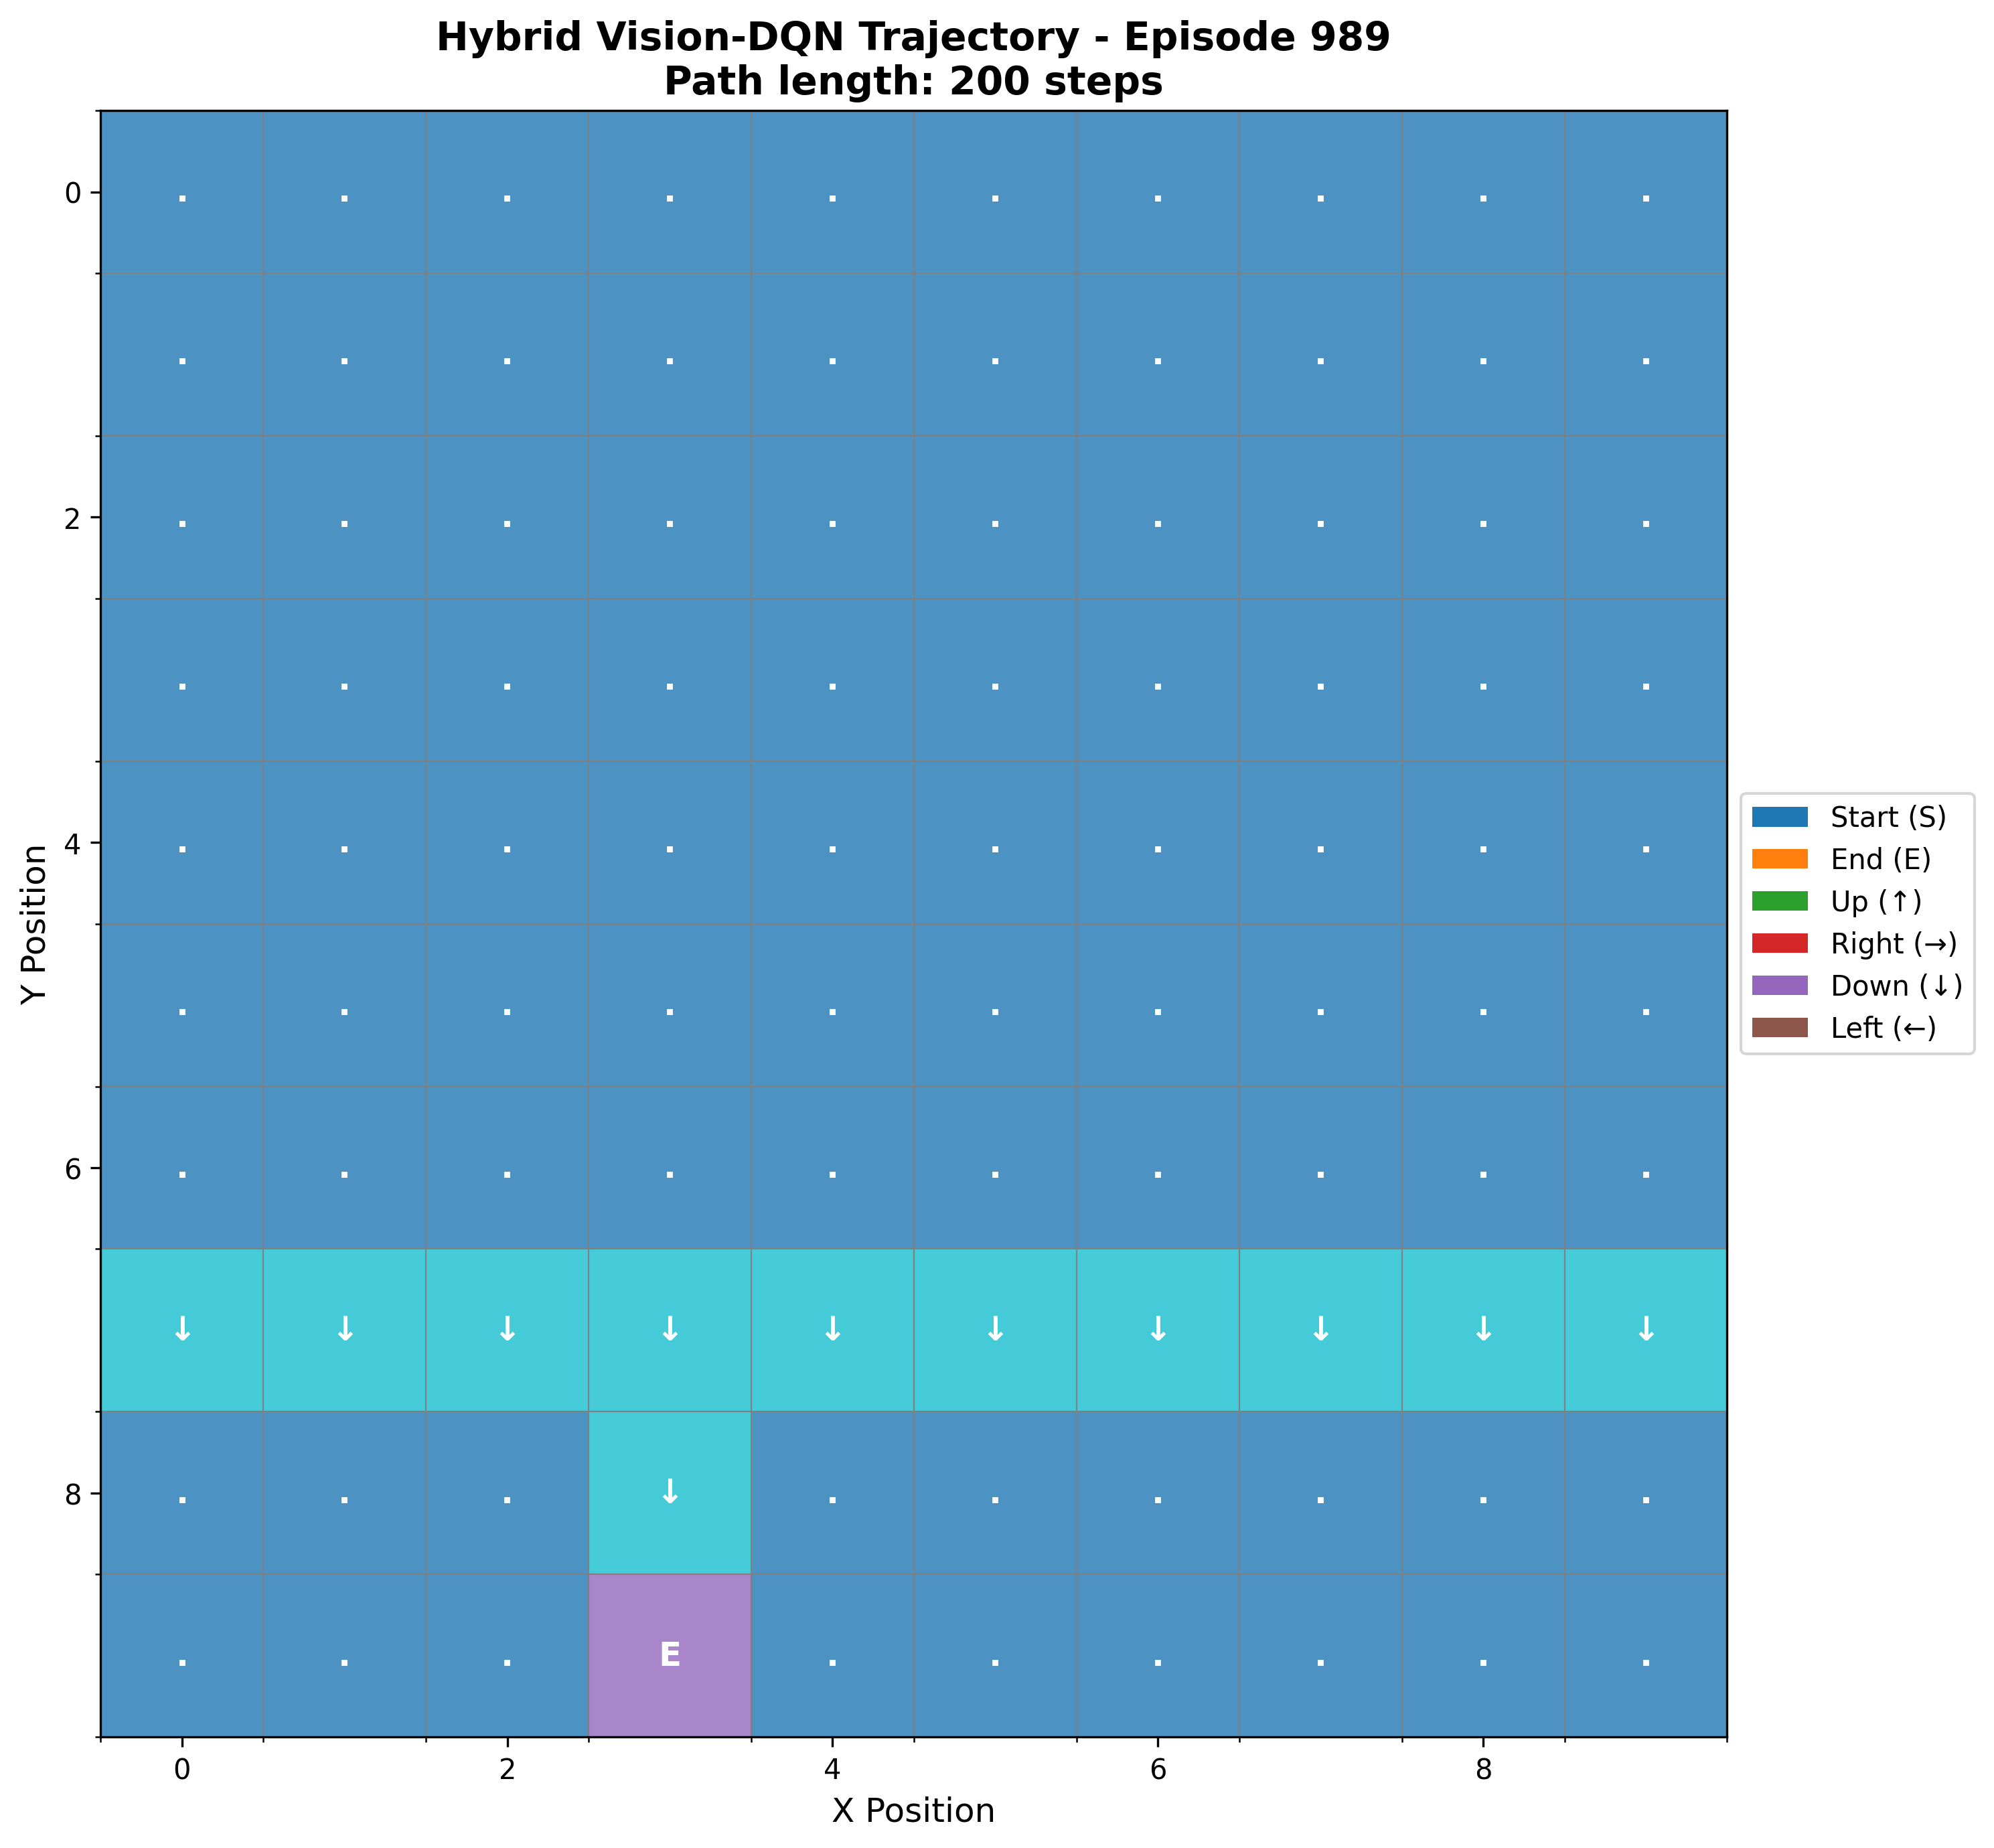 Hybrid Vision-DQN Trajectory - Episode 989
Path length: 200 steps
0
2
4
6
8
Y Position
. . . . . . . . . .
. . . . . . . . . .
. . . . . . . . . .
. . . . . . . . . .
. . . . . . . . . .
. . . . . . . . . .
. . . . . . . . . .
↓ ↓ ↓ ↓ ↓ ↓ ↓ ↓ ↓ ↓
. . . ↓ . . . . . .
. . . E . . . . . .
0 2 4 6 8
X Position
Start (S)
End (E)
Up (↑)
Right (→)
Down (↓)
Left (←)